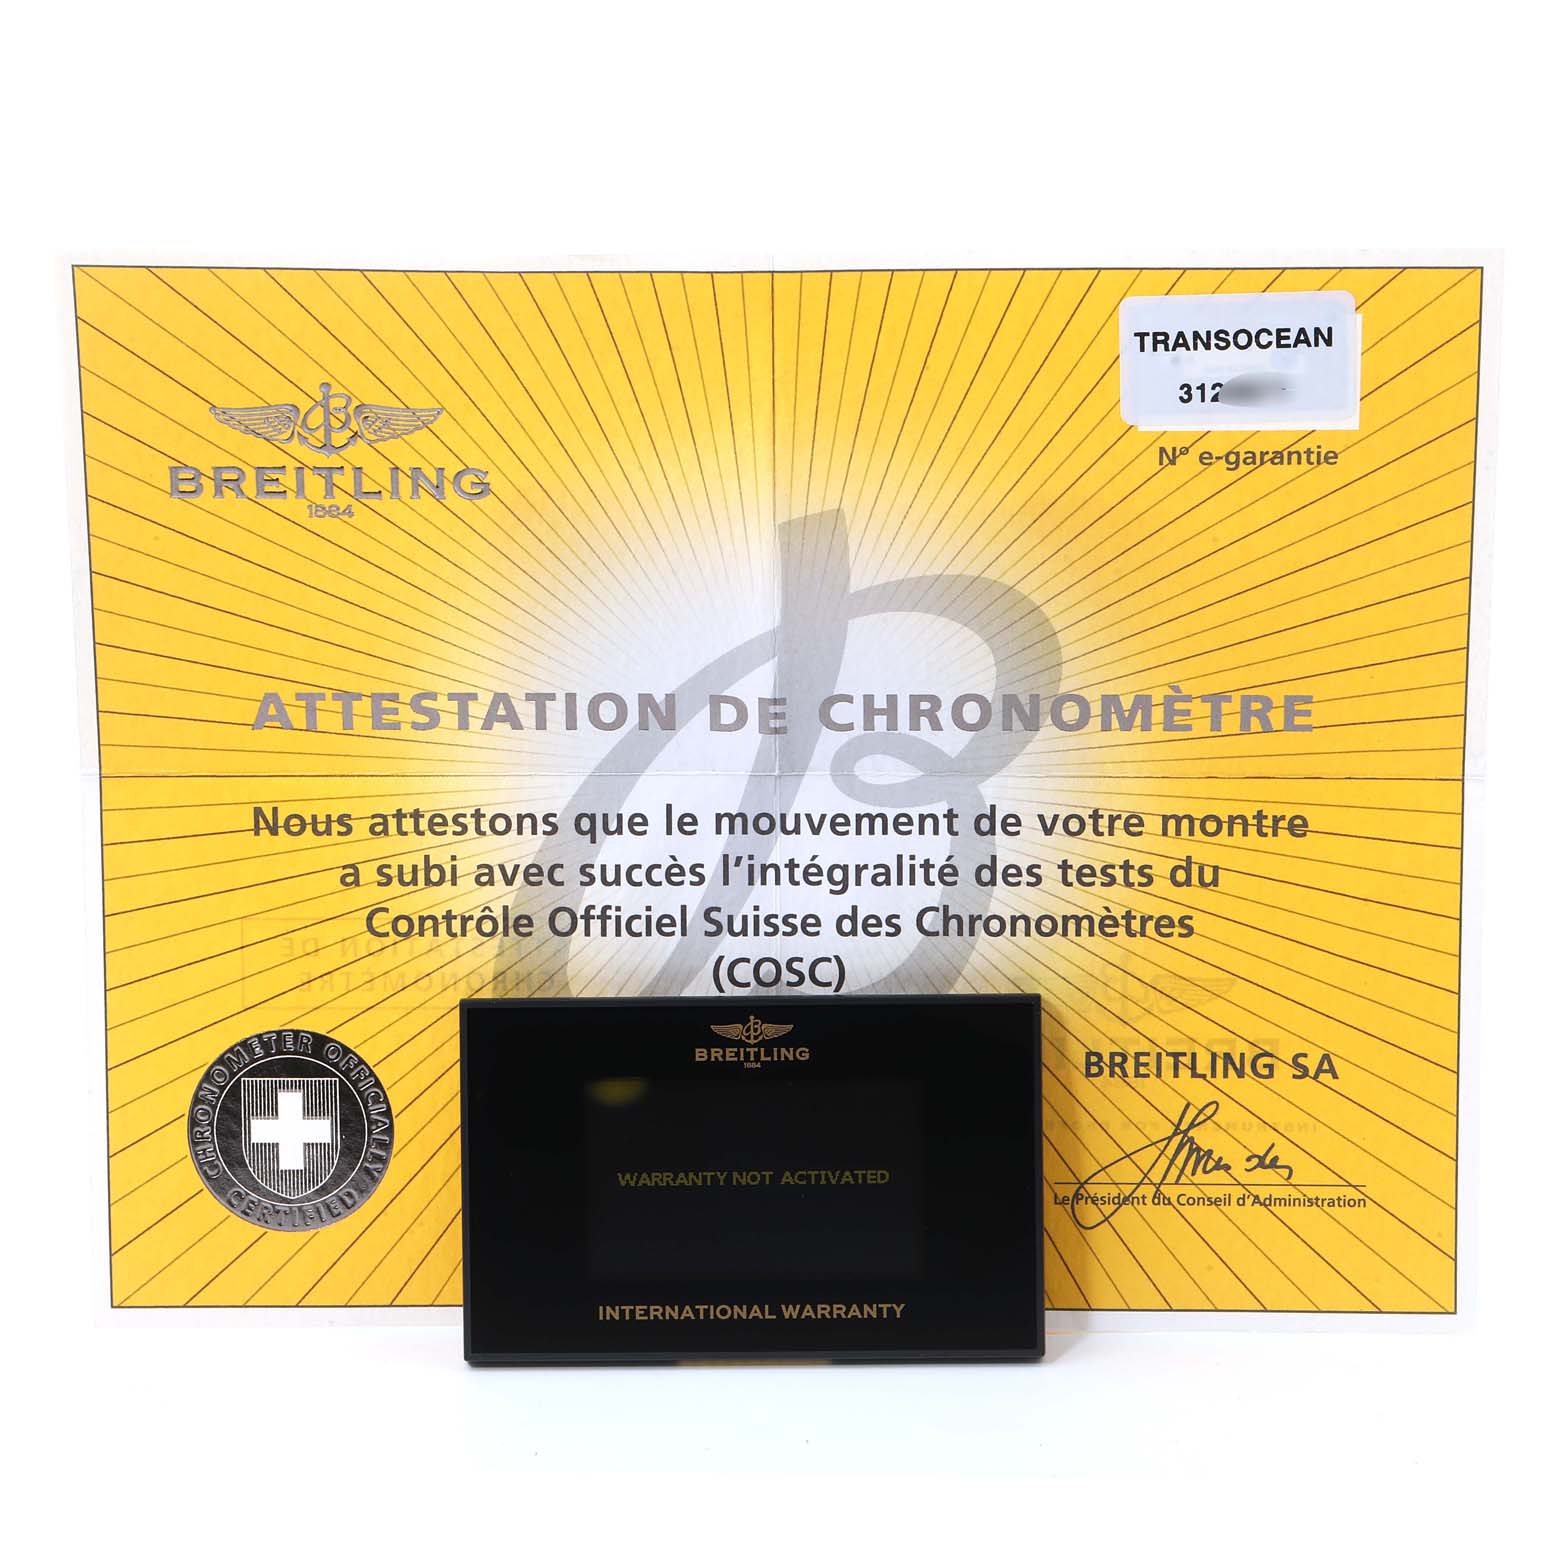 TRANSOCEAN
312
N° e-garantie
BREITLING
1884
ATTESTATION DE CHRONOMÈTRE
Nous attestons que le mouvement de votre montre
a subi avec succès l'intégralité des tests du
Contrôle Officiel Suisse des Chronomètres
(COSC)
CHRONOMETER OFFICIALLY CERTIFIED
BREITLING SA
Le Président du Conseil d'Administration
BREITLING
1884
WARRANTY NOT ACTIVATED
INTERNATIONAL WARRANTY